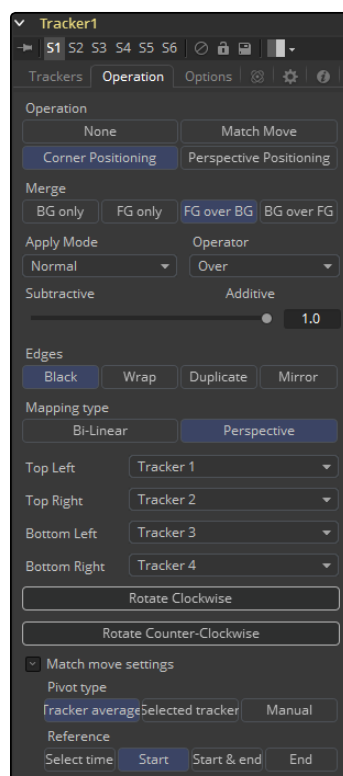 Tracker1
S1 S2 S3 S4 S5 S6
Trackers Operation Options
Operation
None Match Move
Corner Positioning Perspective Positioning
Merge
BG only FG only FG over BG BG over FG
Apply Mode Operator
Normal Over
Subtractive Additive
1.0
Edges
Black Wrap Duplicate Mirror
Mapping type
Bi-Linear Perspective
Top Left Tracker 1
Top Right Tracker 2
Bottom Left Tracker 3
Bottom Right Tracker 4
Rotate Clockwise
Rotate Counter-Clockwise
Match move settings
Pivot type
Tracker average Selected tracker Manual
Reference
Select time Start Start & end End